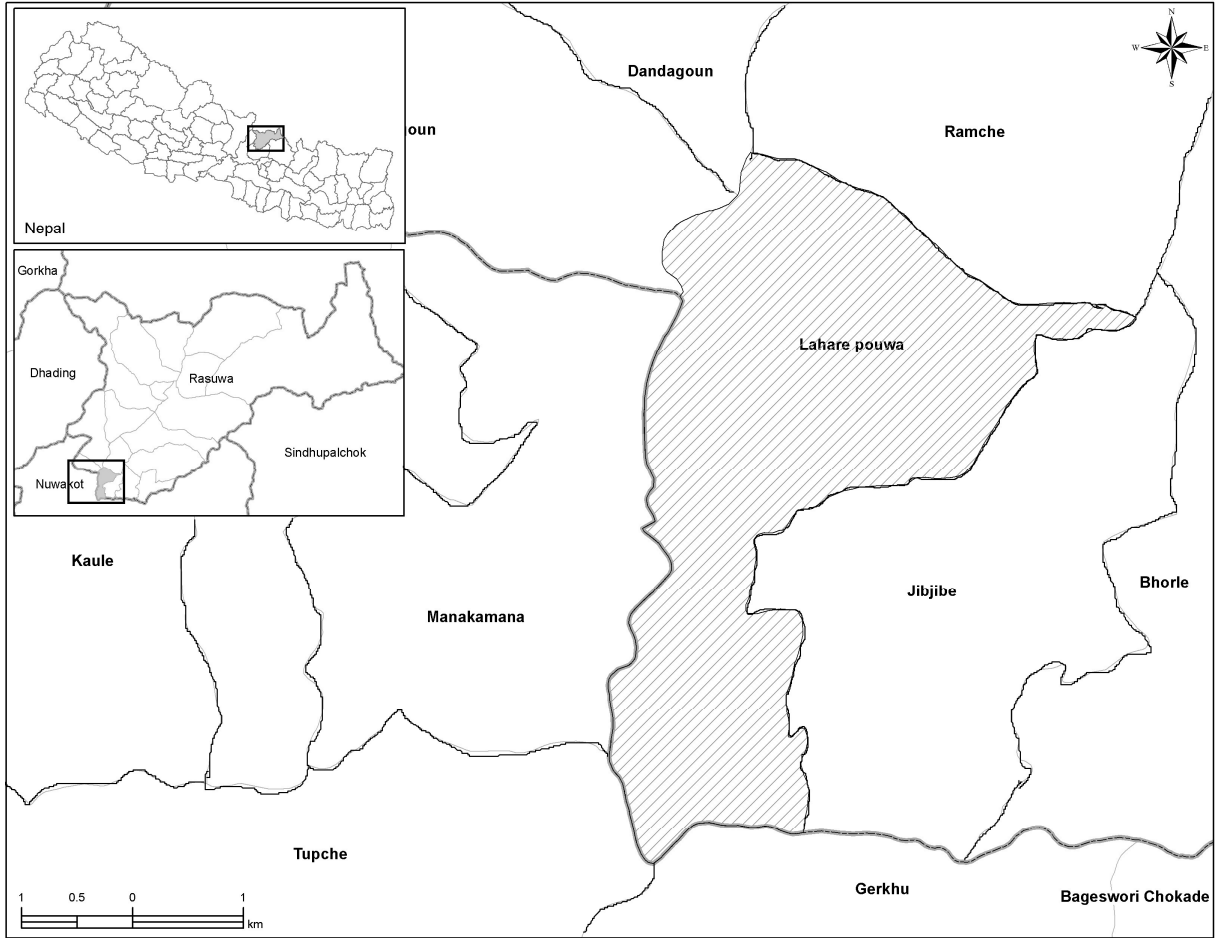 Dandagoun
N
W E
S
oun
Ramche
Nepal
Gorkha
Lahare pouwa
Dhading
Rasuwa
Sindhupalchok
Nuwakot
Kaule
Bhorle
Jibjibe
Manakamana
Tupche
Gerkhu
Bageswori Chokade
1 0.5 0 1
km